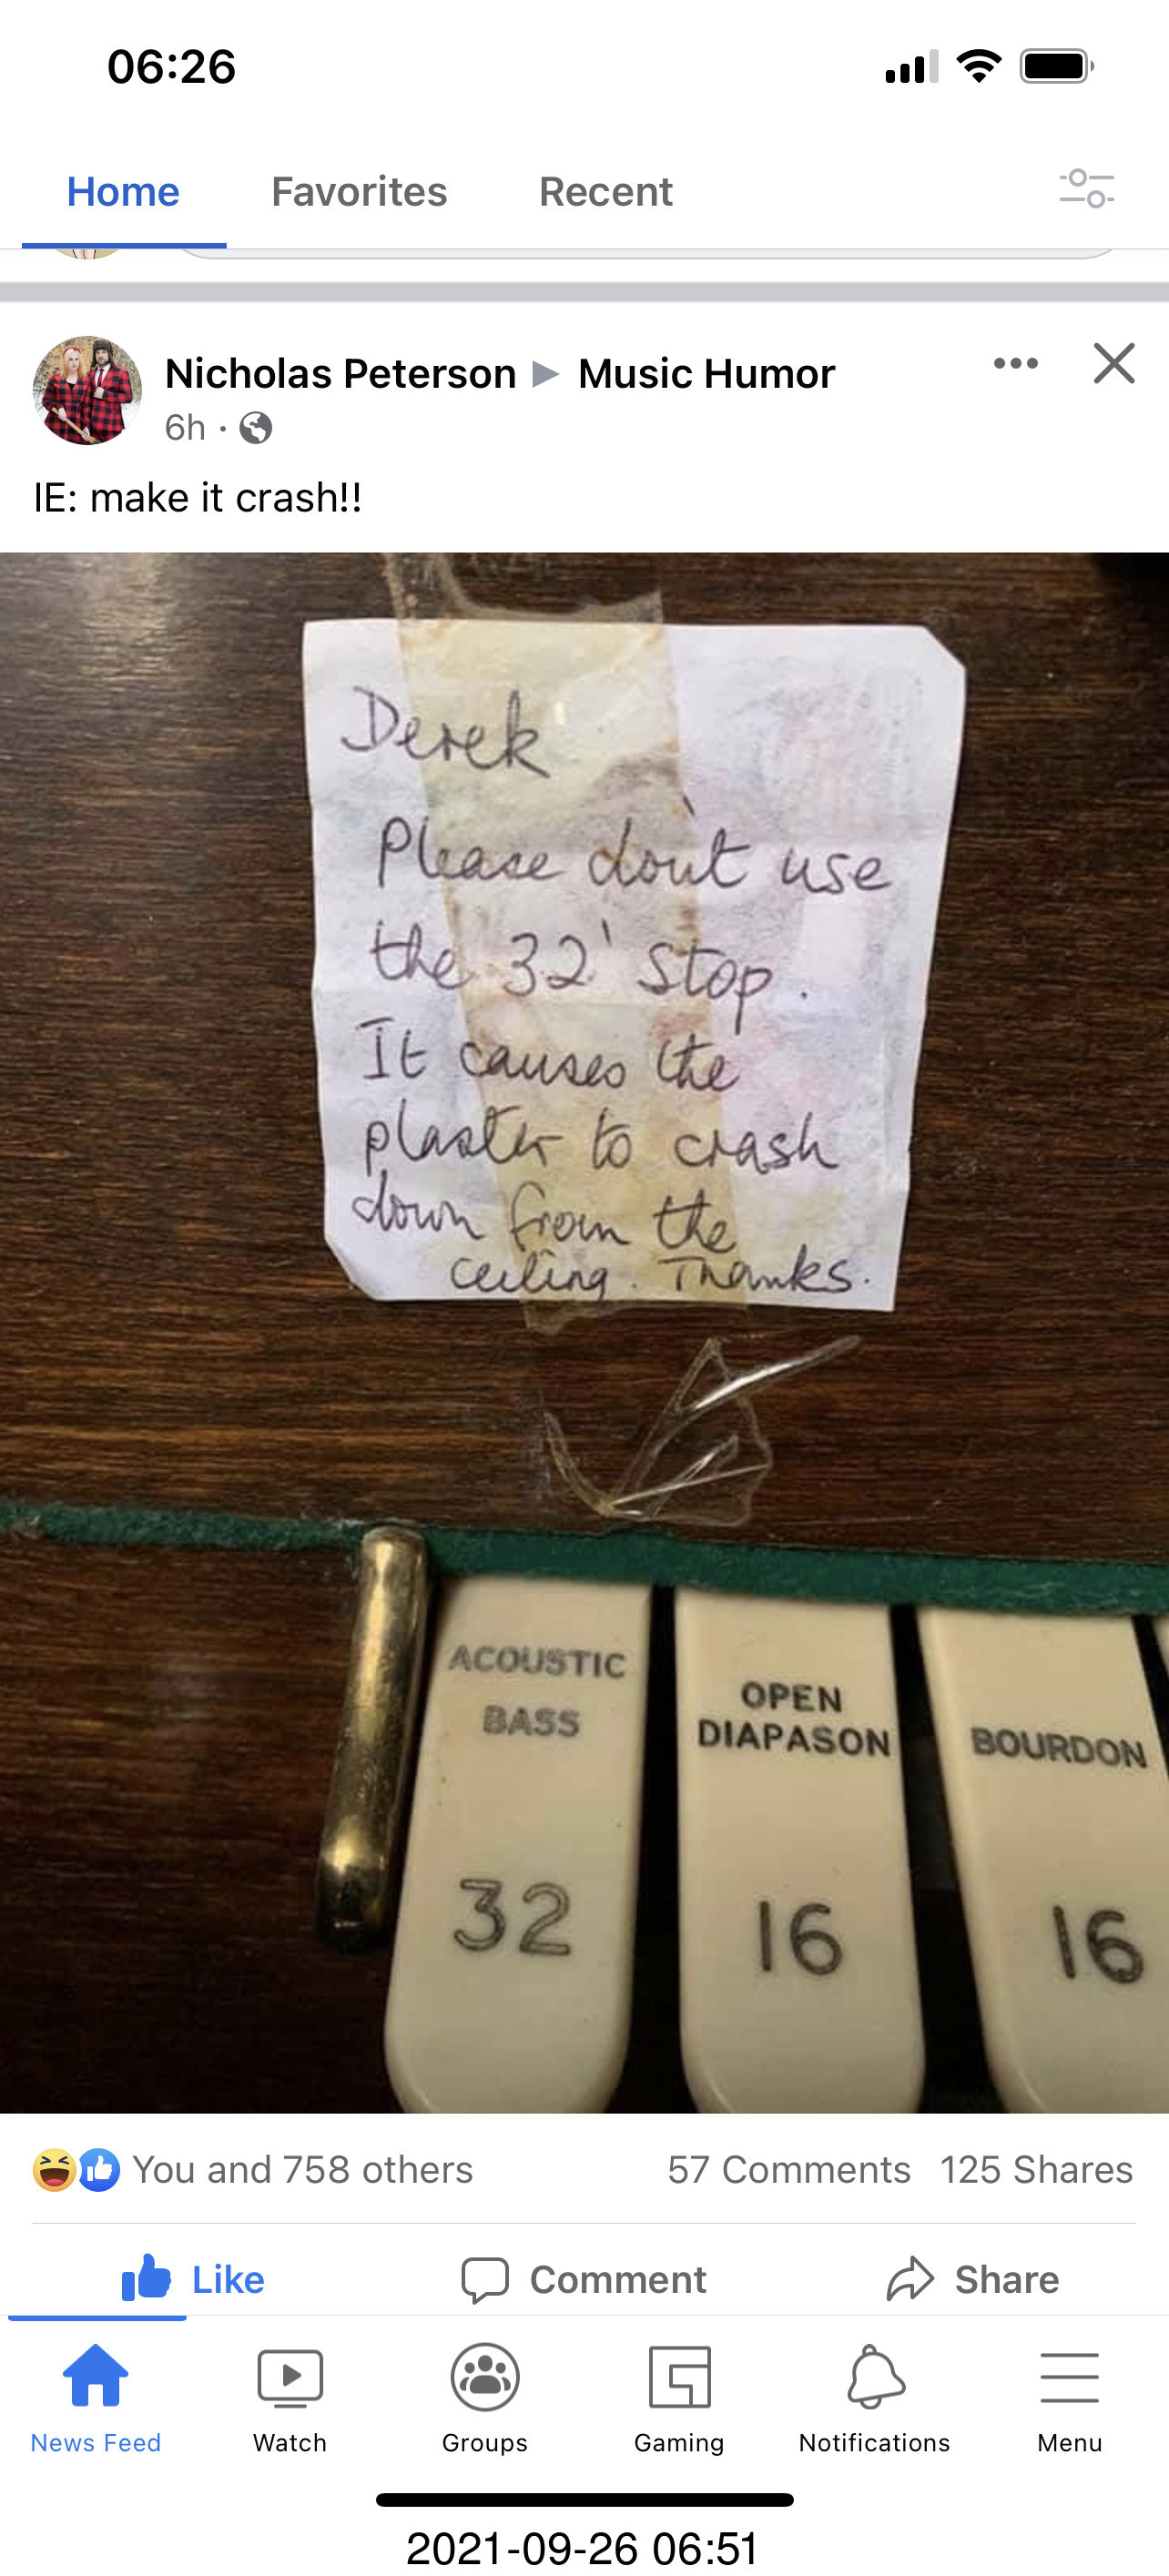 06:26
Home Favorites Recent
Nicholas Peterson ▶ Music Humor
6h ·
IE: make it crash!!
Derek
Please don't use
the 32' stop.
It causes the
plaster to crash
down from the
ceiling. Thanks.
ACOUSTIC
BASS
32
OPEN
DIAPASON
16
BOURDON
16
You and 758 others 57 Comments 125 Shares
Like Comment Share
News Feed Watch Groups Gaming Notifications Menu
2021-09-26 06:51